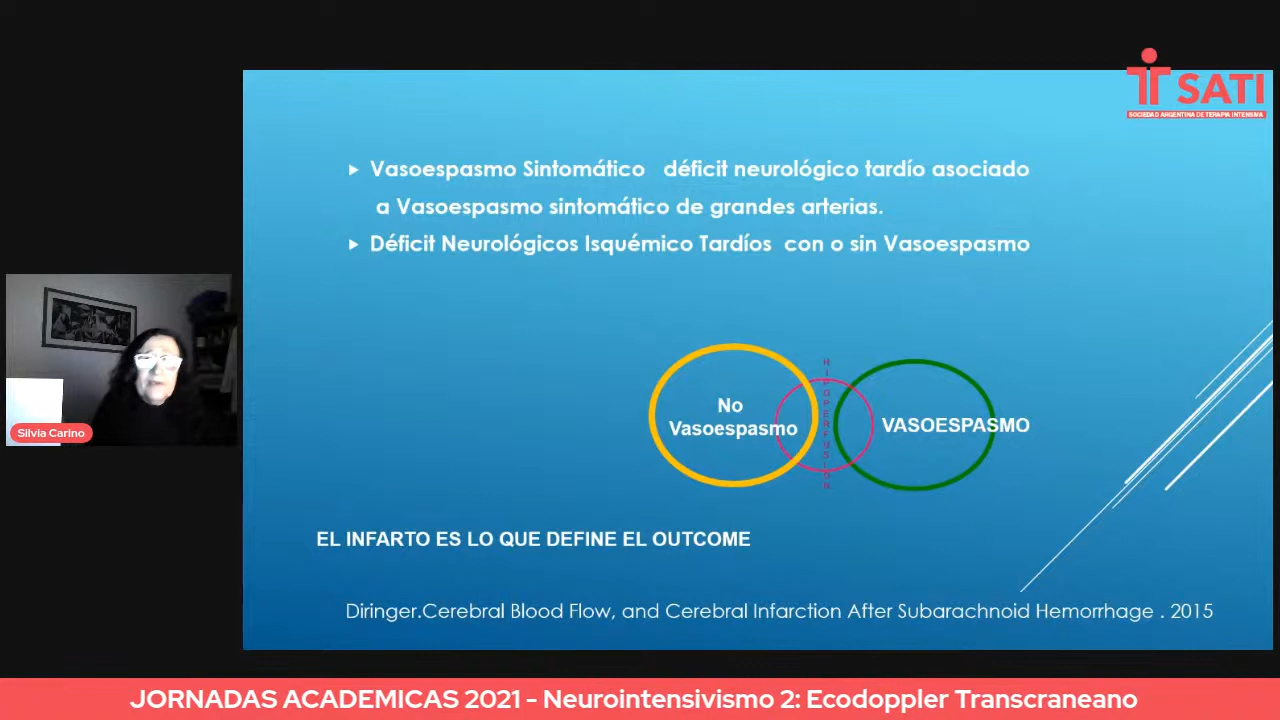 SATI
SOCIEDAD ARGENTINA DE TERAPIA INTENSIVA
Vasoespasmo Sintomático déficit neurológico tardío asociado
a Vasoespasmo sintomático de grandes arterias.
Déficit Neurológicos Isquémico Tardíos con o sin Vasoespasmo
No
Vasoespasmo
HIPOPERFUSION
VASOESPASMO
EL INFARTO ES LO QUE DEFINE EL OUTCOME
Diringer.Cerebral Blood Flow, and Cerebral Infarction After Subarachnoid Hemorrhage . 2015
Silvia Carino
JORNADAS ACADEMICAS 2021 - Neurointensivismo 2: Ecodoppler Transcraneano